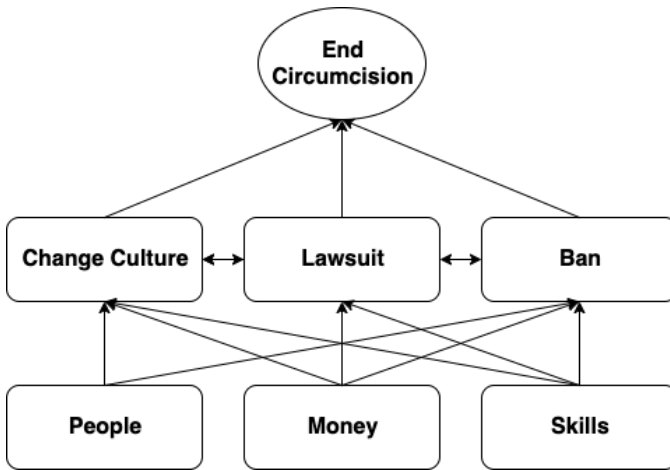 End
Circumcision
Change Culture
Lawsuit
Ban
People
Money
Skills